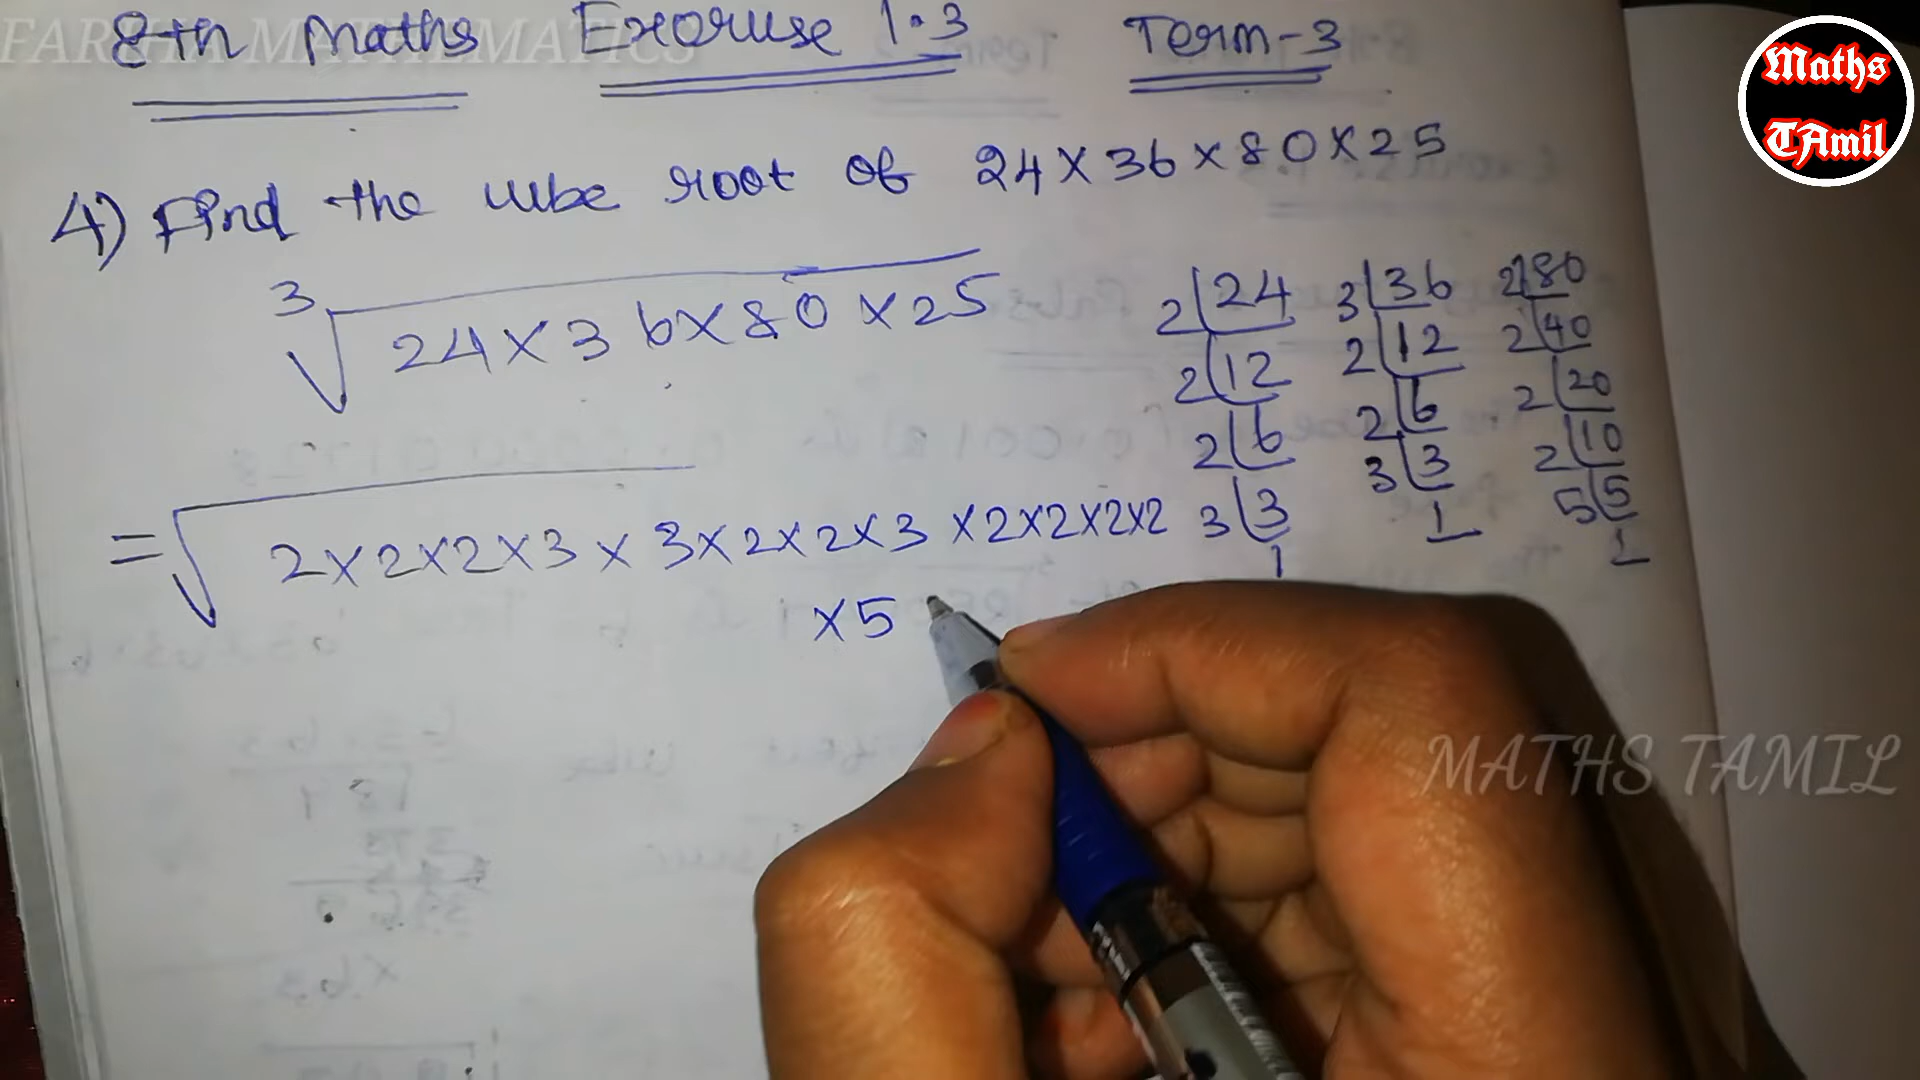 FARIHA MATHEMATICS
8th Maths Exercise 1.3 Term-3
Maths
TAmil
4) Find the cube root of 24×36×80×25
3√24×36×80×25
2|24 3|36 2|80
2|12 2|12 2|40
2|6 2|6 2|20
3|3 3|3 2|10
1 1 5|5
1
=√2×2×2×3×3×2×2×3×2×2×2×2
×5
MATHS TAMIL